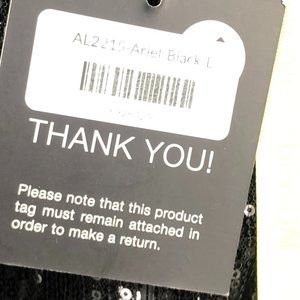 AL2215-Ariel-Black-L
THANK YOU!
Please note that this product
tag must remain attached in
order to make a return.